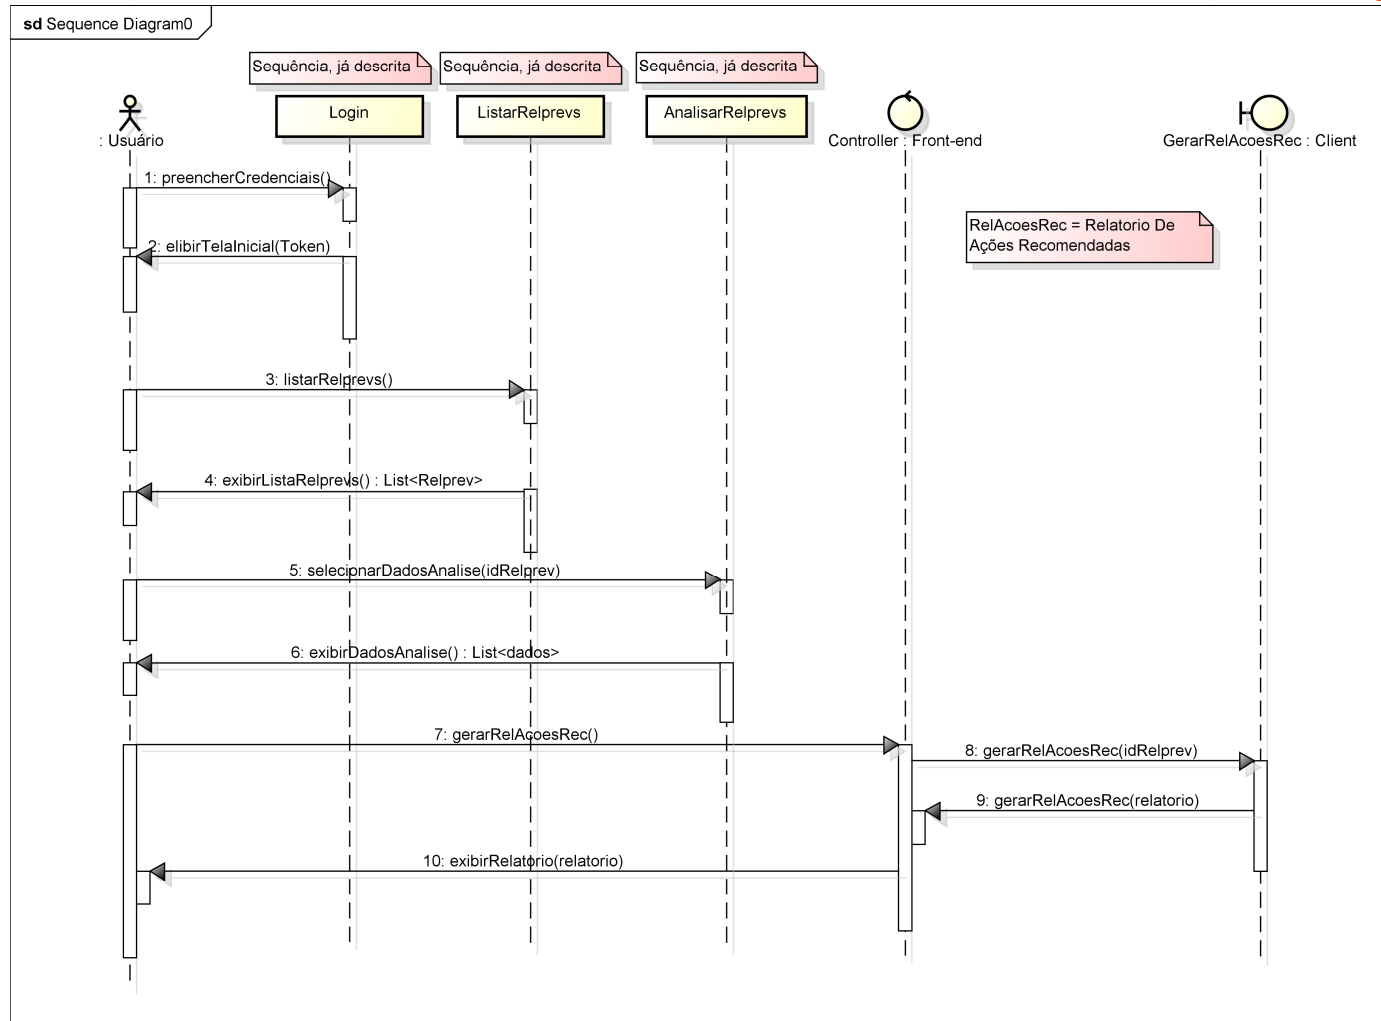 sd Sequence Diagram0
Sequência, já descrita
Sequência, já descrita
Sequência, já descrita
Login
ListarRelprevs
AnalisarRelprevs
: Usuário
Controller : Front-end
GerarRelAcoesRec : Client
1: preencherCredenciais()
RelAcoesRec = Relatorio De
Ações Recomendadas
2: elibirTelaInicial(Token)
3: listarRelprevs()
4: exibirListaRelprevs() : List<Relprev>
5: selecionarDadosAnalise(idRelprev)
6: exibirDadosAnalise() : List<dados>
7: gerarRelAcoesRec()
8: gerarRelAcoesRec(idRelprev)
9: gerarRelAcoesRec(relatorio)
10: exibirRelatório(relatorio)